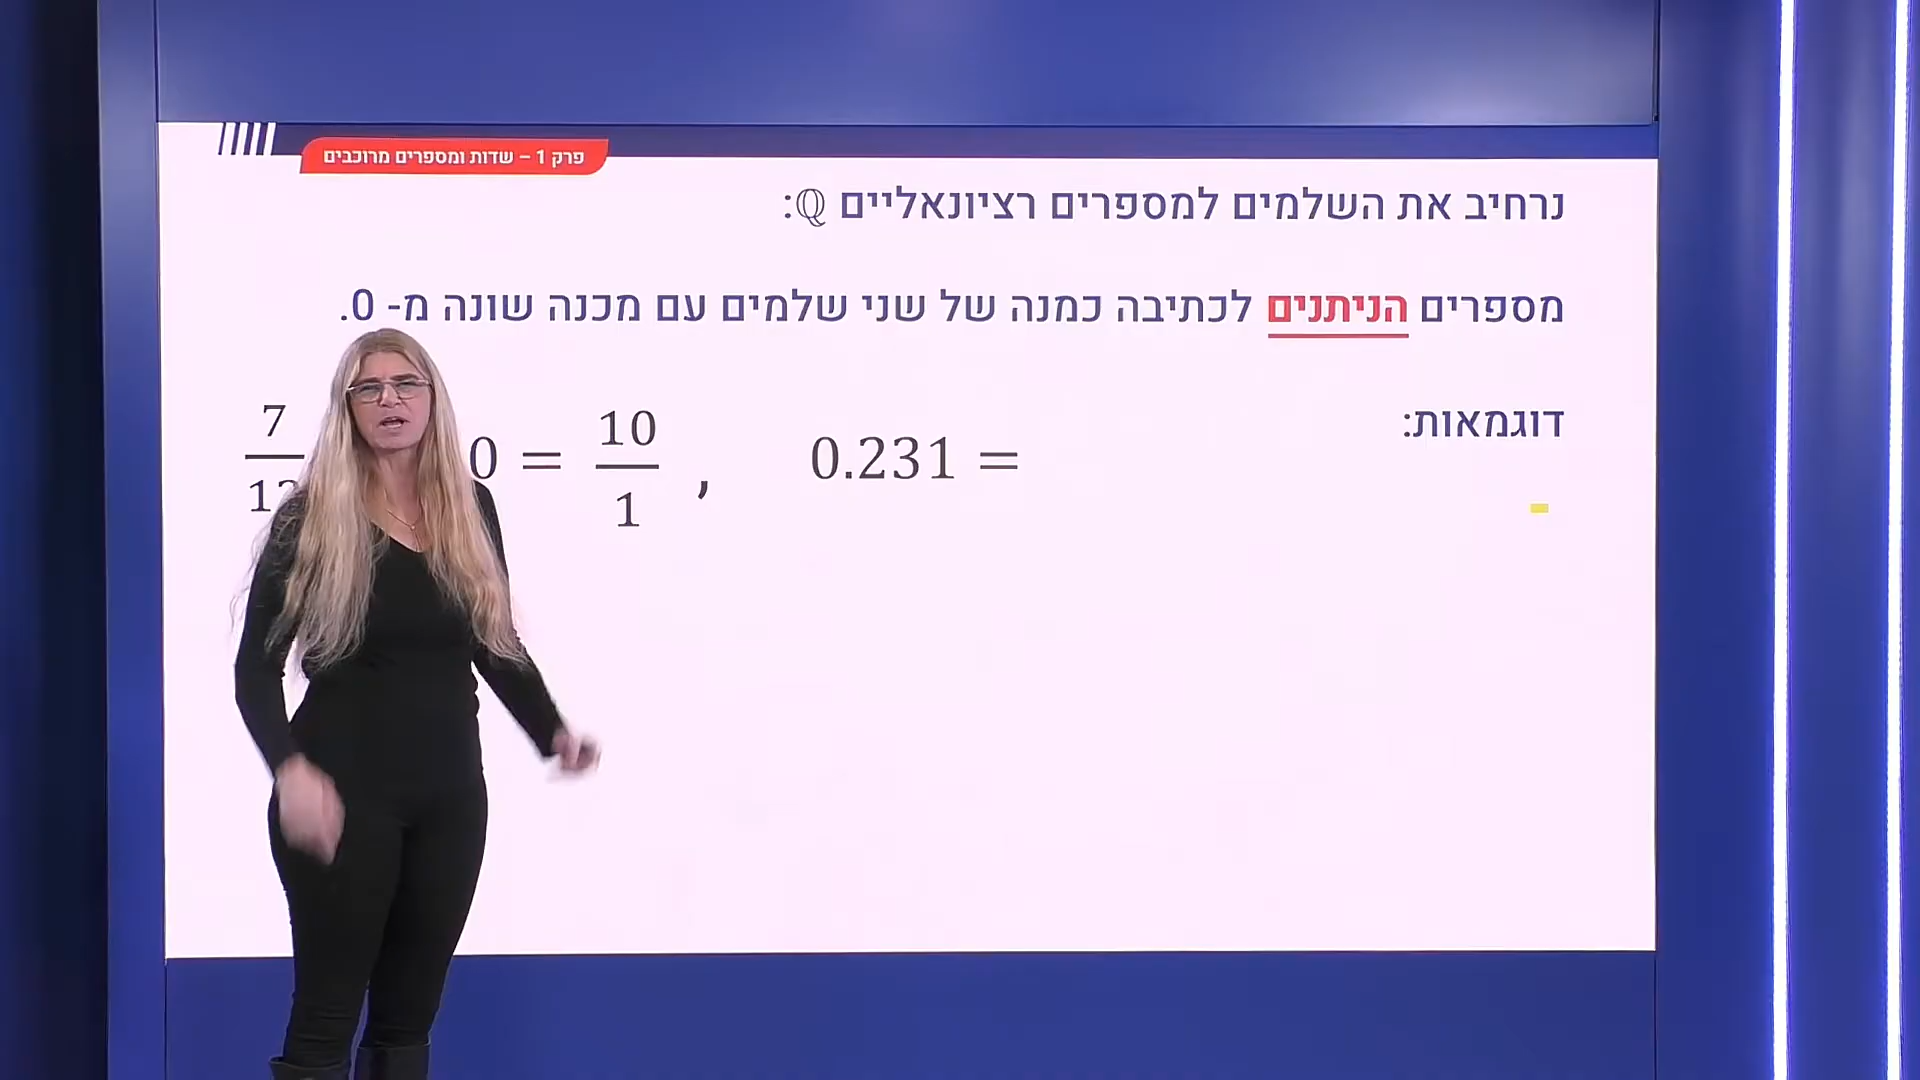 פרק 1 – שדות ומספרים מרוכבים
נרחיב את השלמים למספרים רציונאליים ℚ:
מספרים הניתנים לכתיבה כמנה של שני שלמים עם מכנה שונה מ- 0.
דוגמאות:
7
0 = 10/1 , 0.231 =